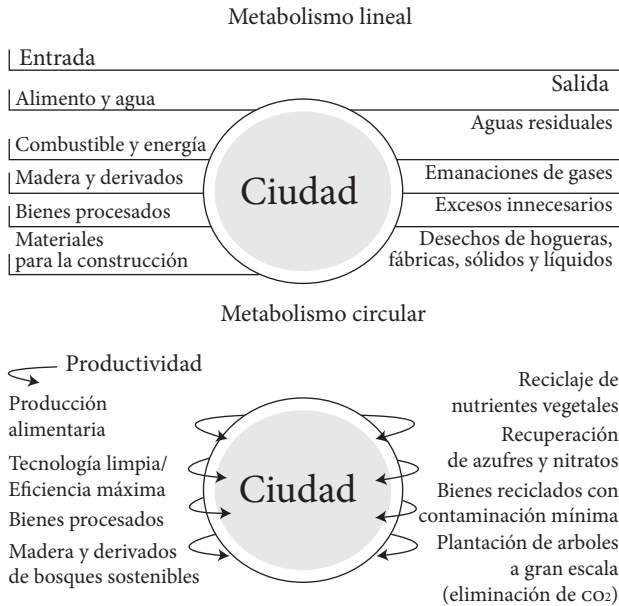 Metabolismo lineal
Entrada
Salida
Alimento y agua
Aguas residuales
Combustible y energía
Madera y derivados
Emanaciones de gases
Bienes procesados
Excesos innecesarios
Materiales
para la construcción
Desechos de hogueras,
fábricas, sólidos y líquidos
Ciudad
Metabolismo circular
Productividad
Producción
alimentaria
Tecnología limpia/
Eficiencia máxima
Bienes procesados
Madera y derivados
de bosques sostenibles
Ciudad
Reciclaje de
nutrientes vegetales
Recuperación
de azufres y nitratos
Bienes reciclados con
contaminación mínima
Plantación de arboles
a gran escala
(eliminación de CO₂)